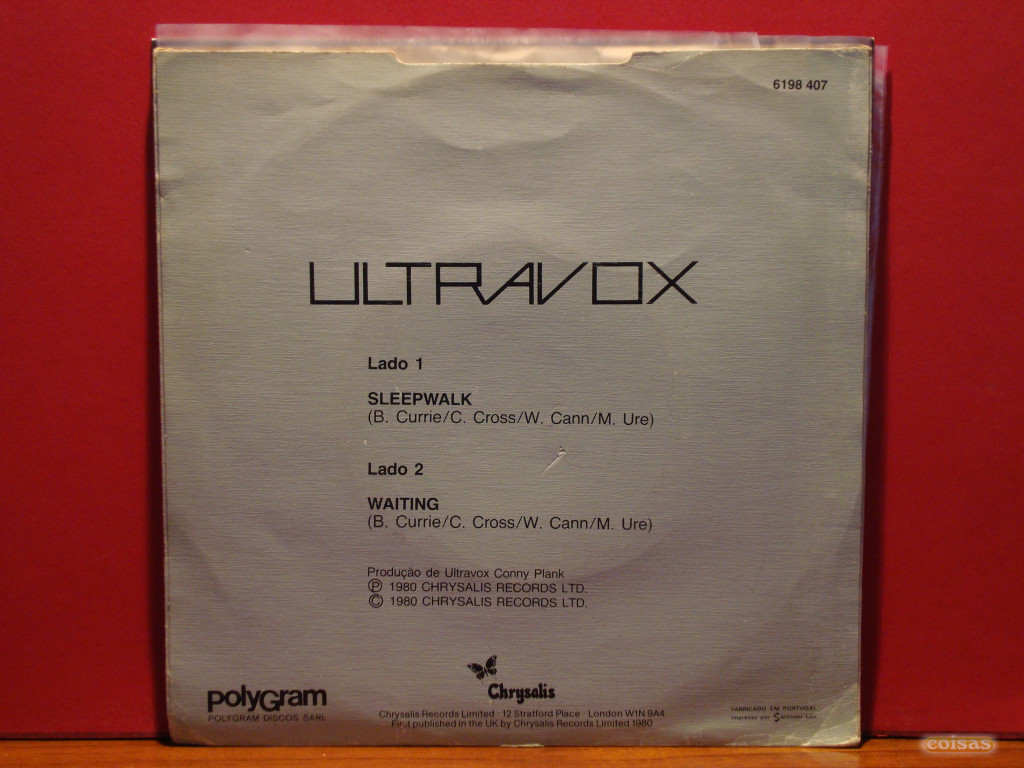 6198 407
ULTRAVOX
Lado 1
SLEEPWALK
(B. Currie/C. Cross/W. Cann/M. Ure)
Lado 2
WAITING
(B. Currie/C. Cross/W. Cann/M. Ure)
Produção de Ultravox Conny Plank
Ⓟ 1980 CHRYSALIS RECORDS LTD.
© 1980 CHRYSALIS RECORDS LTD.
Chrysalis
polyGram
POLYGRAM DISCOS SARL
Chrysalis Records Limited · 12 Stratford Place · London W1N 9A4
First published in the UK by Chrysalis Records Limited 1980
FABRICADO EM PORTUGAL
Impresso por
coisas